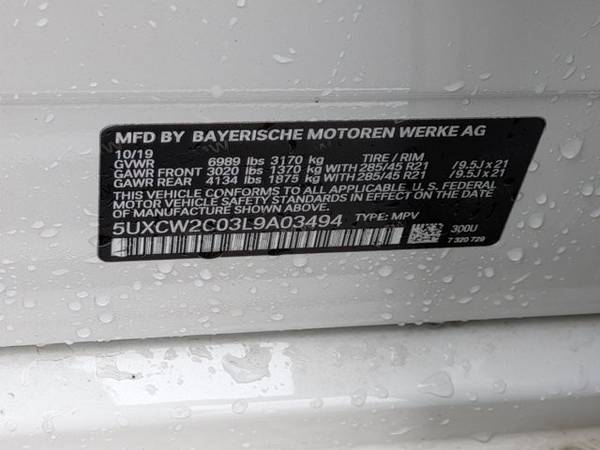 MFD BY BAYERISCHE MOTOREN WERKE AG
10/19 TIRE / RIM
GVWR 6989 lbs 3170 kg
GAWR FRONT 3020 lbs 1370 kg WITH 285/45 R21 /9.5J x 21
GAWR REAR 4134 lbs 1875 kg WITH 285/45 R21 /9.5J x 21
THIS VEHICLE CONFORMS TO ALL APPLICABLE, U. S. FEDERAL
MOTOR VEHICLE SAFETY STANDARDS IN EFFECT ON
THE DATE OF MANUFACTURE SHOWN ABOVE.
5UXCW2C03L9A03494 TYPE: MPV 300U
7 320 729